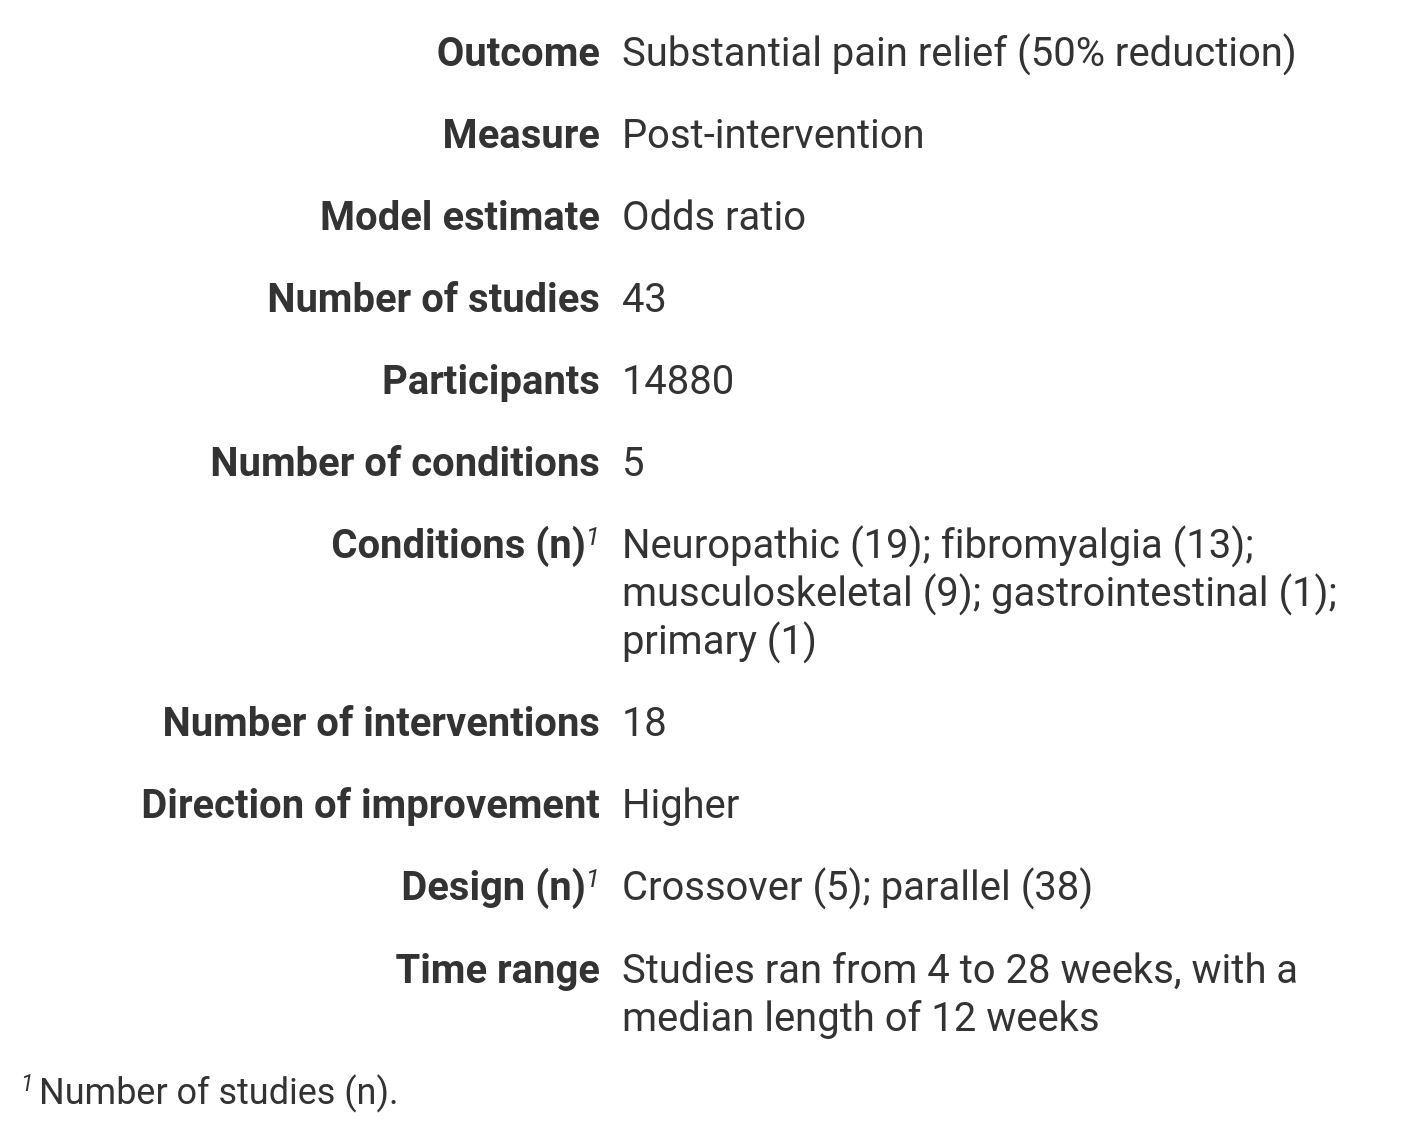 Outcome Substantial pain relief (50% reduction)
Measure Post-intervention
Model estimate Odds ratio
Number of studies 43
Participants 14880
Number of conditions 5
Conditions (n)¹ Neuropathic (19); fibromyalgia (13);
musculoskeletal (9); gastrointestinal (1);
primary (1)
Number of interventions 18
Direction of improvement Higher
Design (n)¹ Crossover (5); parallel (38)
Time range Studies ran from 4 to 28 weeks, with a
median length of 12 weeks
¹ Number of studies (n).